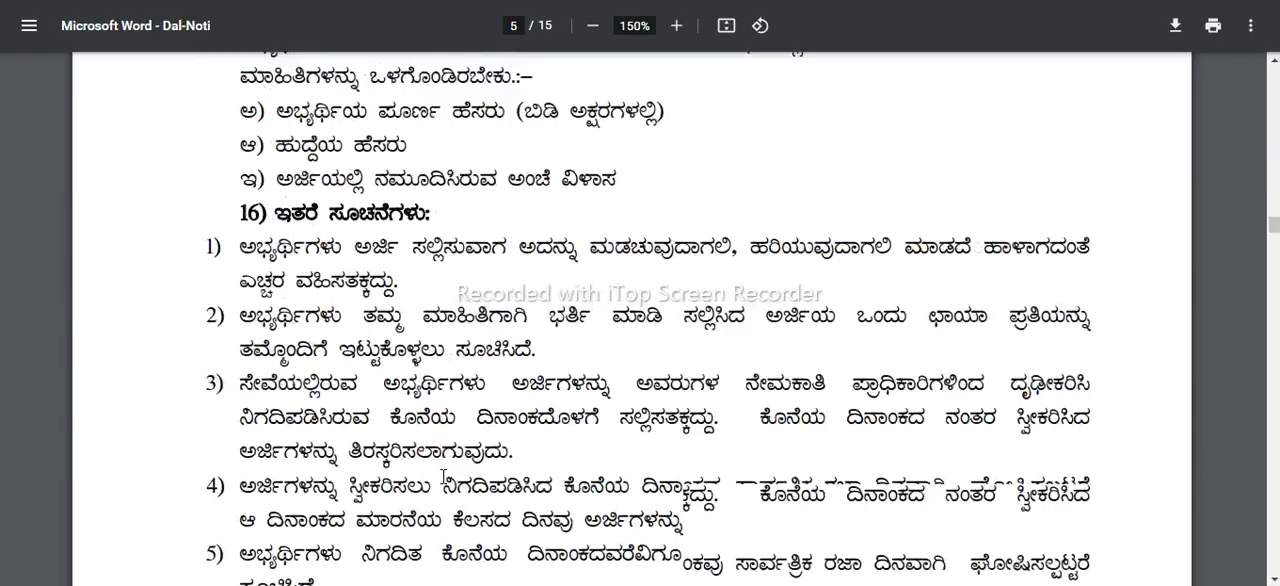 Microsoft Word - Dal-Noti 5 / 15 150%
ಮಾಹಿತಿಗಳನ್ನು ಒಳಗೊಂಡಿರಬೇಕು.:–
ಅ) ಅಭ್ಯರ್ಥಿಯ ಪೂರ್ಣ ಹೆಸರು (ಬಿಡಿ ಅಕ್ಷರಗಳಲ್ಲಿ)
ಆ) ಹುದ್ದೆಯ ಹೆಸರು
ಇ) ಅರ್ಜಿಯಲ್ಲಿ ನಮೂದಿಸಿರುವ ಅಂಚೆ ವಿಳಾಸ
16) ಇತರೆ ಸೂಚನೆಗಳು:
1) ಅಭ್ಯರ್ಥಿಗಳು ಅರ್ಜಿ ಸಲ್ಲಿಸುವಾಗ ಅದನ್ನು ಮಡಚುವುದಾಗಲಿ, ಹರಿಯುವುದಾಗಲಿ ಮಾಡದೆ ಹಾಳಾಗದಂತೆ
ಎಚ್ಚರ ವಹಿಸತಕ್ಕದ್ದು.
Recorded with iTop Screen Recorder
2) ಅಭ್ಯರ್ಥಿಗಳು ತಮ್ಮ ಮಾಹಿತಿಗಾಗಿ ಭರ್ತಿ ಮಾಡಿ ಸಲ್ಲಿಸಿದ ಅರ್ಜಿಯ ಒಂದು ಛಾಯಾ ಪ್ರತಿಯನ್ನು
ತಮ್ಮೊಂದಿಗೆ ಇಟ್ಟುಕೊಳ್ಳಲು ಸೂಚಿಸಿದೆ.
3) ಸೇವೆಯಲ್ಲಿರುವ ಅಭ್ಯರ್ಥಿಗಳು ಅರ್ಜಿಗಳನ್ನು ಅವರುಗಳ ನೇಮಕಾತಿ ಪ್ರಾಧಿಕಾರಿಗಳಿಂದ ದೃಢೀಕರಿಸಿ
ನಿಗದಿಪಡಿಸಿರುವ ಕೊನೆಯ ದಿನಾಂಕದೊಳಗೆ ಸಲ್ಲಿಸತಕ್ಕದ್ದು. ಕೊನೆಯ ದಿನಾಂಕದ ನಂತರ ಸ್ವೀಕರಿಸಿದ
ಅರ್ಜಿಗಳನ್ನು ತಿರಸ್ಕರಿಸಲಾಗುವುದು.
4) ಅರ್ಜಿಗಳನ್ನು ಸ್ವೀಕರಿಸಲು ನಿಗದಿಪಡಿಸಿದ ಕೊನೆಯ ಕೊನೆಯ ದಿನಾಂಕದ ನಂತರ ಸ್ವೀಕರಿಸಿದ
ಆ ದಿನಾಂಕದ ಮಾರನೆಯ ಕೆಲಸದ ದಿನವು ಅರ್ಜಿಗಳನ್ನು
5) ಅಭ್ಯರ್ಥಿಗಳು ನಿಗದಿತ ಕೊನೆಯ ಸಾರ್ವತ್ರಿಕ ರಜಾ ದಿನವಾಗಿ ಘೋಷಿಸಲ್ಪಟ್ಟರೆ